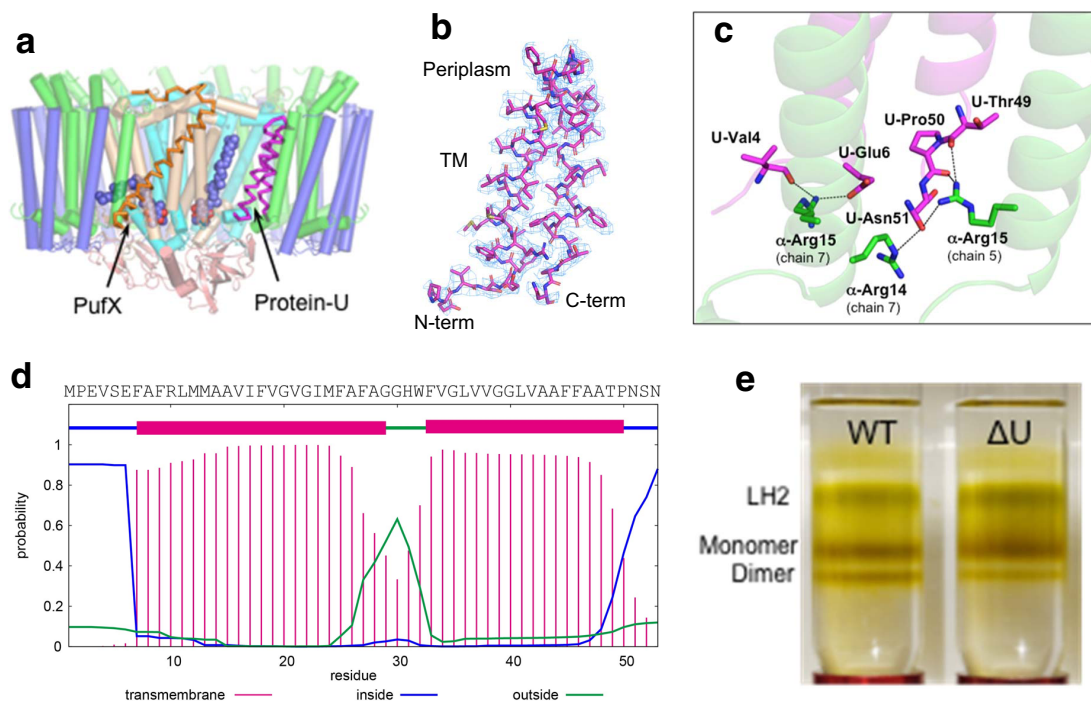 a
PufX
Protein-U
b
Periplasm
TM
N-term
C-term
c
U-Thr49
U-Pro50
U-Val4
U-Glu6
U-Asn51
α-Arg15
(chain 7)
α-Arg15
(chain 5)
α-Arg14
(chain 7)
d
MPEVSEFAFRLMMAAVIFVGVGIMFAFAGGHWFVGLVVGGLVAAFFAATPNSN
1
0.8
0.6
0.4
0.2
0
probability
10 20 30 40 50
residue
transmembrane inside outside
e
WT ΔU
LH2
Monomer
Dimer